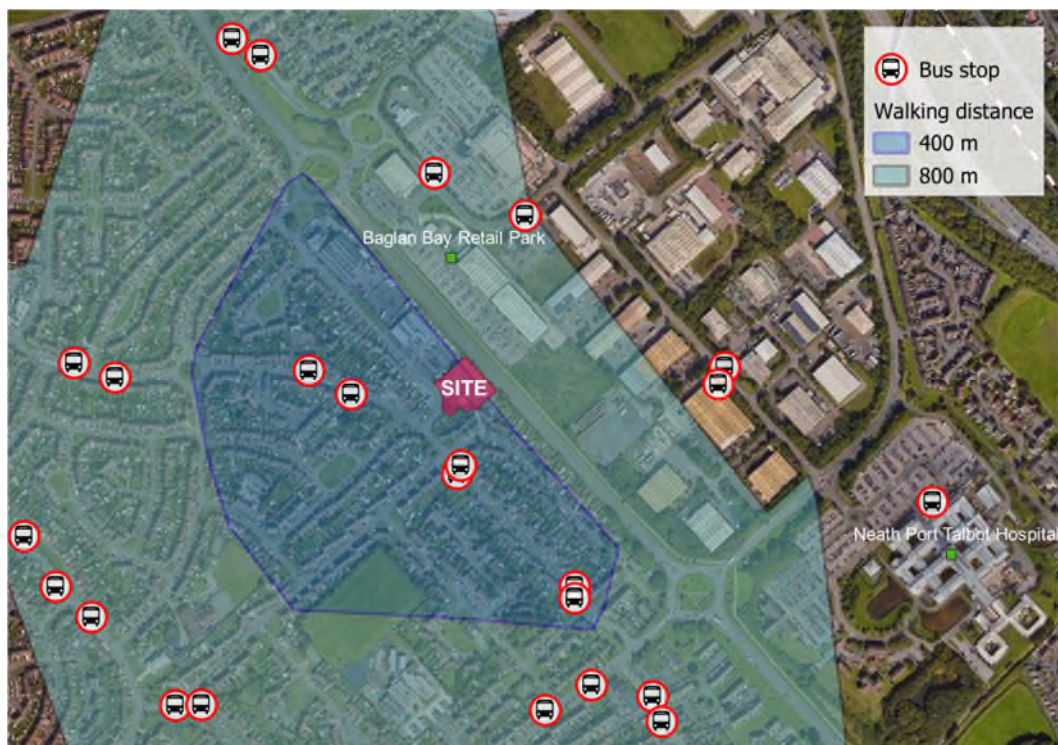 Bus stop
Walking distance
400 m
800 m
Baglan Bay Retail Park
SITE
Neath Port Talbot Hospital